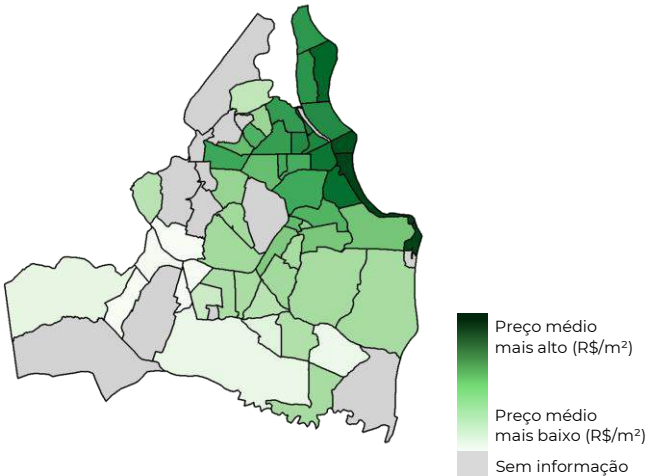 Preço médio
mais alto (R$/m²)
Preço médio
mais baixo (R$/m²)
Sem informação